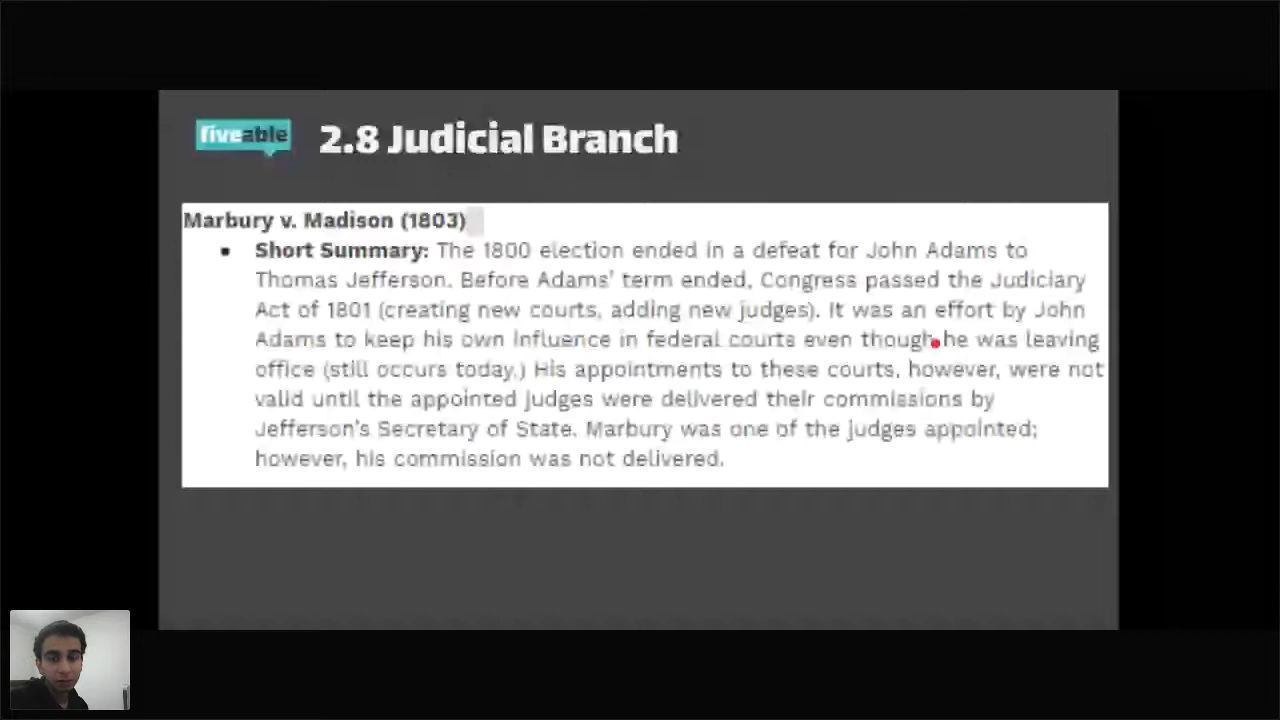 fiveable
2.8 Judicial Branch
Marbury v. Madison (1803)
▪ Short Summary: The 1800 election ended in a defeat for John Adams to
Thomas Jefferson. Before Adams' term ended, Congress passed the Judiciary
Act of 1801 (creating new courts, adding new judges). It was an effort by John
Adams to keep his own influence in federal courts even though he was leaving
office (still occurs today.) His appointments to these courts, however, were not
valid until the appointed judges were delivered their commissions by
Jefferson's Secretary of State. Marbury was one of the judges appointed;
however, his commission was not delivered.